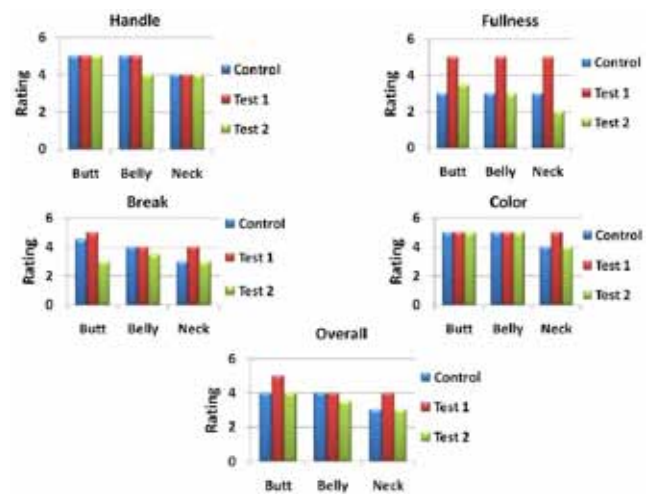 Handle
6
4
2
0
Rating
Butt Belly Neck
Control
Test 1
Test 2
Fullness
6
4
2
0
Rating
Butt Belly Neck
Control
Test 1
Test 2
Break
6
4
2
0
Rating
Butt Belly Neck
Control
Test 1
Test 2
Color
6
4
2
0
Rating
Butt Belly Neck
Control
Test 1
Test 2
Overall
6
4
2
0
Rating
Butt Belly Neck
Control
Test 1
Test 2